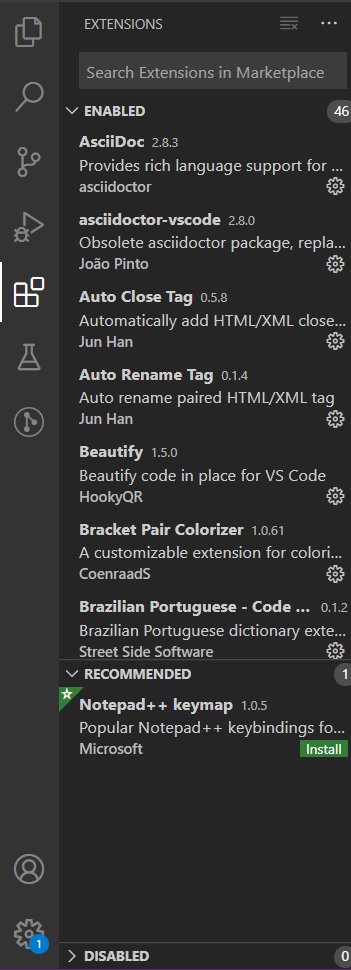 EXTENSIONS
Search Extensions in Marketplace
ENABLED 46
AsciiDoc 2.8.3
Provides rich language support for ...
asciidoctor
asciidoctor-vscode 2.8.0
Obsolete asciidoctor package, repla...
João Pinto
Auto Close Tag 0.5.8
Automatically add HTML/XML close...
Jun Han
Auto Rename Tag 0.1.4
Auto rename paired HTML/XML tag
Jun Han
Beautify 1.5.0
Beautify code in place for VS Code
HookyQR
Bracket Pair Colorizer 1.0.61
A customizable extension for colori...
CoenraadS
Brazilian Portuguese - Code ... 0.1.2
Brazilian Portuguese dictionary exte...
Street Side Software
RECOMMENDED 1
Notepad++ keymap 1.0.5
Popular Notepad++ keybindings fo...
Microsoft Install
1
DISABLED 0